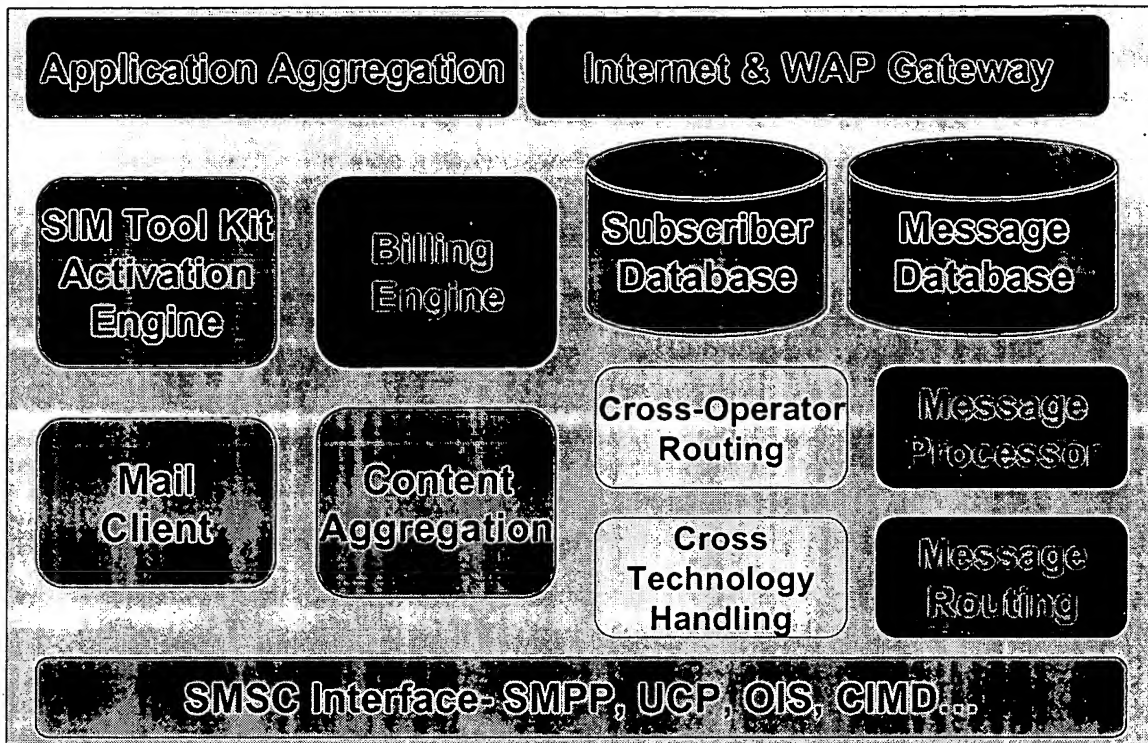 Application Aggregation
Internet & WAP Gateway
SIM Tool Kit
Activation
Engine
Billing
Engine
Subscriber
Database
Message
Database
Mail
Client
Content
Aggregation
Cross-Operator
Routing
Message
Processor
Cross
Technology
Handling
Message
Routing
SMSC Interface- SMPP, UCP, OIS, CIMD...